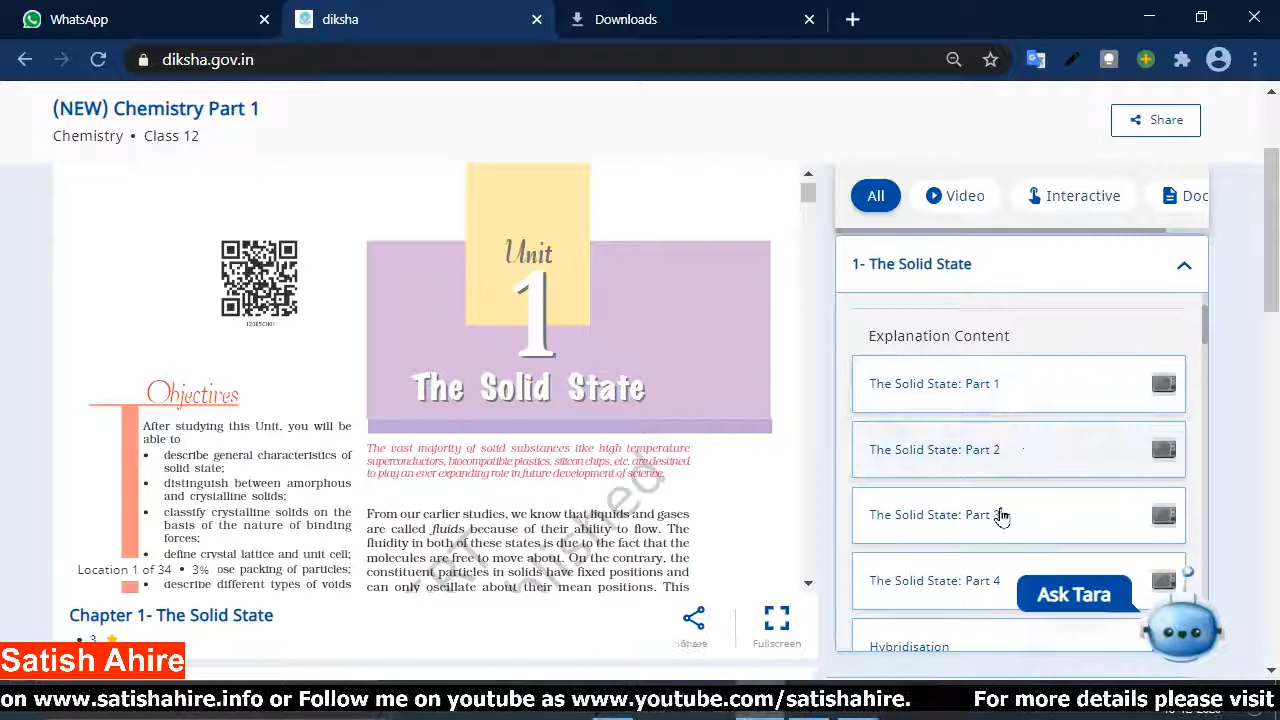 WhatsApp
diksha
Downloads
diksha.gov.in
(NEW) Chemistry Part 1
Chemistry • Class 12
Share
12085CH01
Unit
1
The Solid State
Objectives
After studying this Unit, you will be
able to
• describe general characteristics of
solid state;
• distinguish between amorphous
and crystalline solids;
• classify crystalline solids on the
basis of the nature of binding
forces;
• define crystal lattice and unit cell;
ose packing of particles;
• describe different types of voids
Location 1 of 34 • 3%
The vast majority of solid substances like high temperature
superconductors, biocompatible plastics, silicon chips, etc. are destined
to play an ever expanding role in future development of science.
From our earlier studies, we know that liquids and gases
are called fluids because of their ability to flow. The
fluidity in both of these states is due to the fact that the
molecules are free to move about. On the contrary, the
constituent particles in solids have fixed positions and
can only oscillate about their mean positions. This
Chapter 1- The Solid State
• 3
Share
Fullscreen
All
Video
Interactive
Doc
1- The Solid State
Explanation Content
The Solid State: Part 1
The Solid State: Part 2
The Solid State: Part
The Solid State: Part 4
Hybridisation
Ask Tara
Satish Ahire
on www.satishahire.info or Follow me on youtube as www.youtube.com/satishahire.
For more details please visit